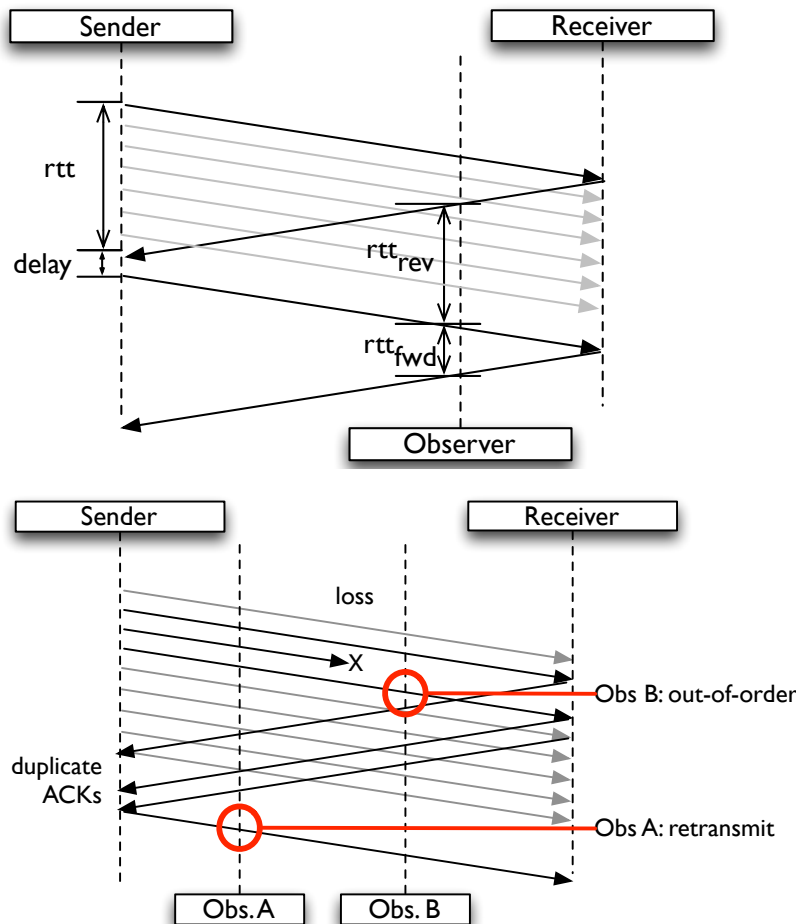 Sender
Receiver
rtt
delay
rtt rev
rtt fwd
Observer
Sender
Receiver
loss
X
Obs B: out-of-order
duplicate
ACKs
Obs A: retransmit
Obs. A
Obs. B